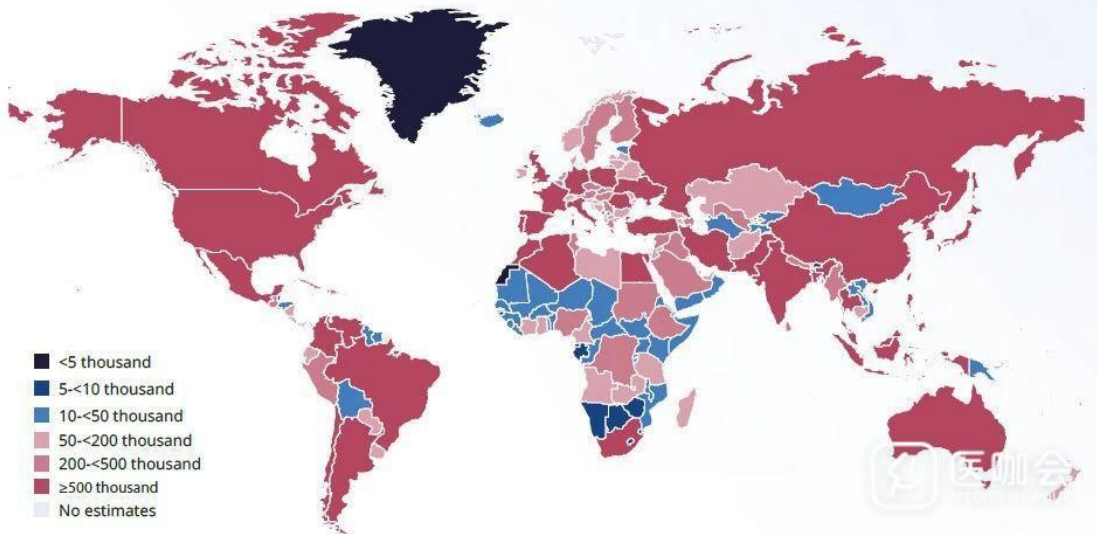 <5 thousand
5-<10 thousand
10-<50 thousand
50-<200 thousand
200-<500 thousand
≥500 thousand
No estimates
医咖会